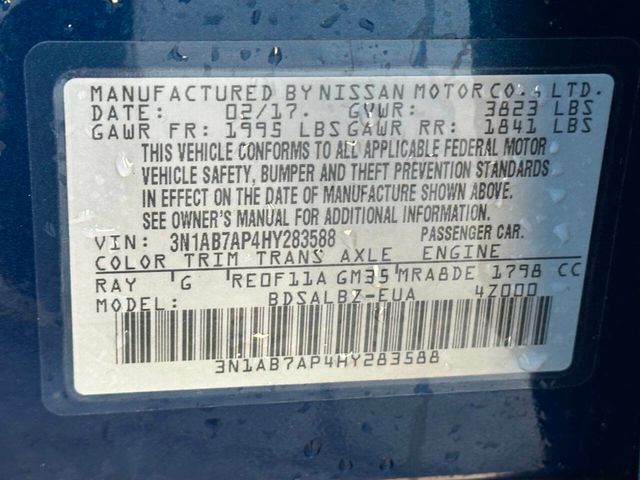 MANUFACTURED BY NISSAN MOTOR CO., LTD.
DATE: 02/17. GVWR: 3823 LBS
GAWR FR: 1995 LBS GAWR RR: 1841 LBS
THIS VEHICLE CONFORMS TO ALL APPLICABLE FEDERAL MOTOR
VEHICLE SAFETY, BUMPER AND THEFT PREVENTION STANDARDS
IN EFFECT ON THE DATE OF MANUFACTURE SHOWN ABOVE.
SEE OWNER'S MANUAL FOR ADDITIONAL INFORMATION.
VIN: 3N1AB7AP4HY283588 PASSENGER CAR.
COLOR TRIM TRANS AXLE ENGINE
RAY G RE0F11A GM35 MRA8DE 1798 CC
MODEL: BDSALBZ-EUA 4Z000
3N1AB7AP4HY283588